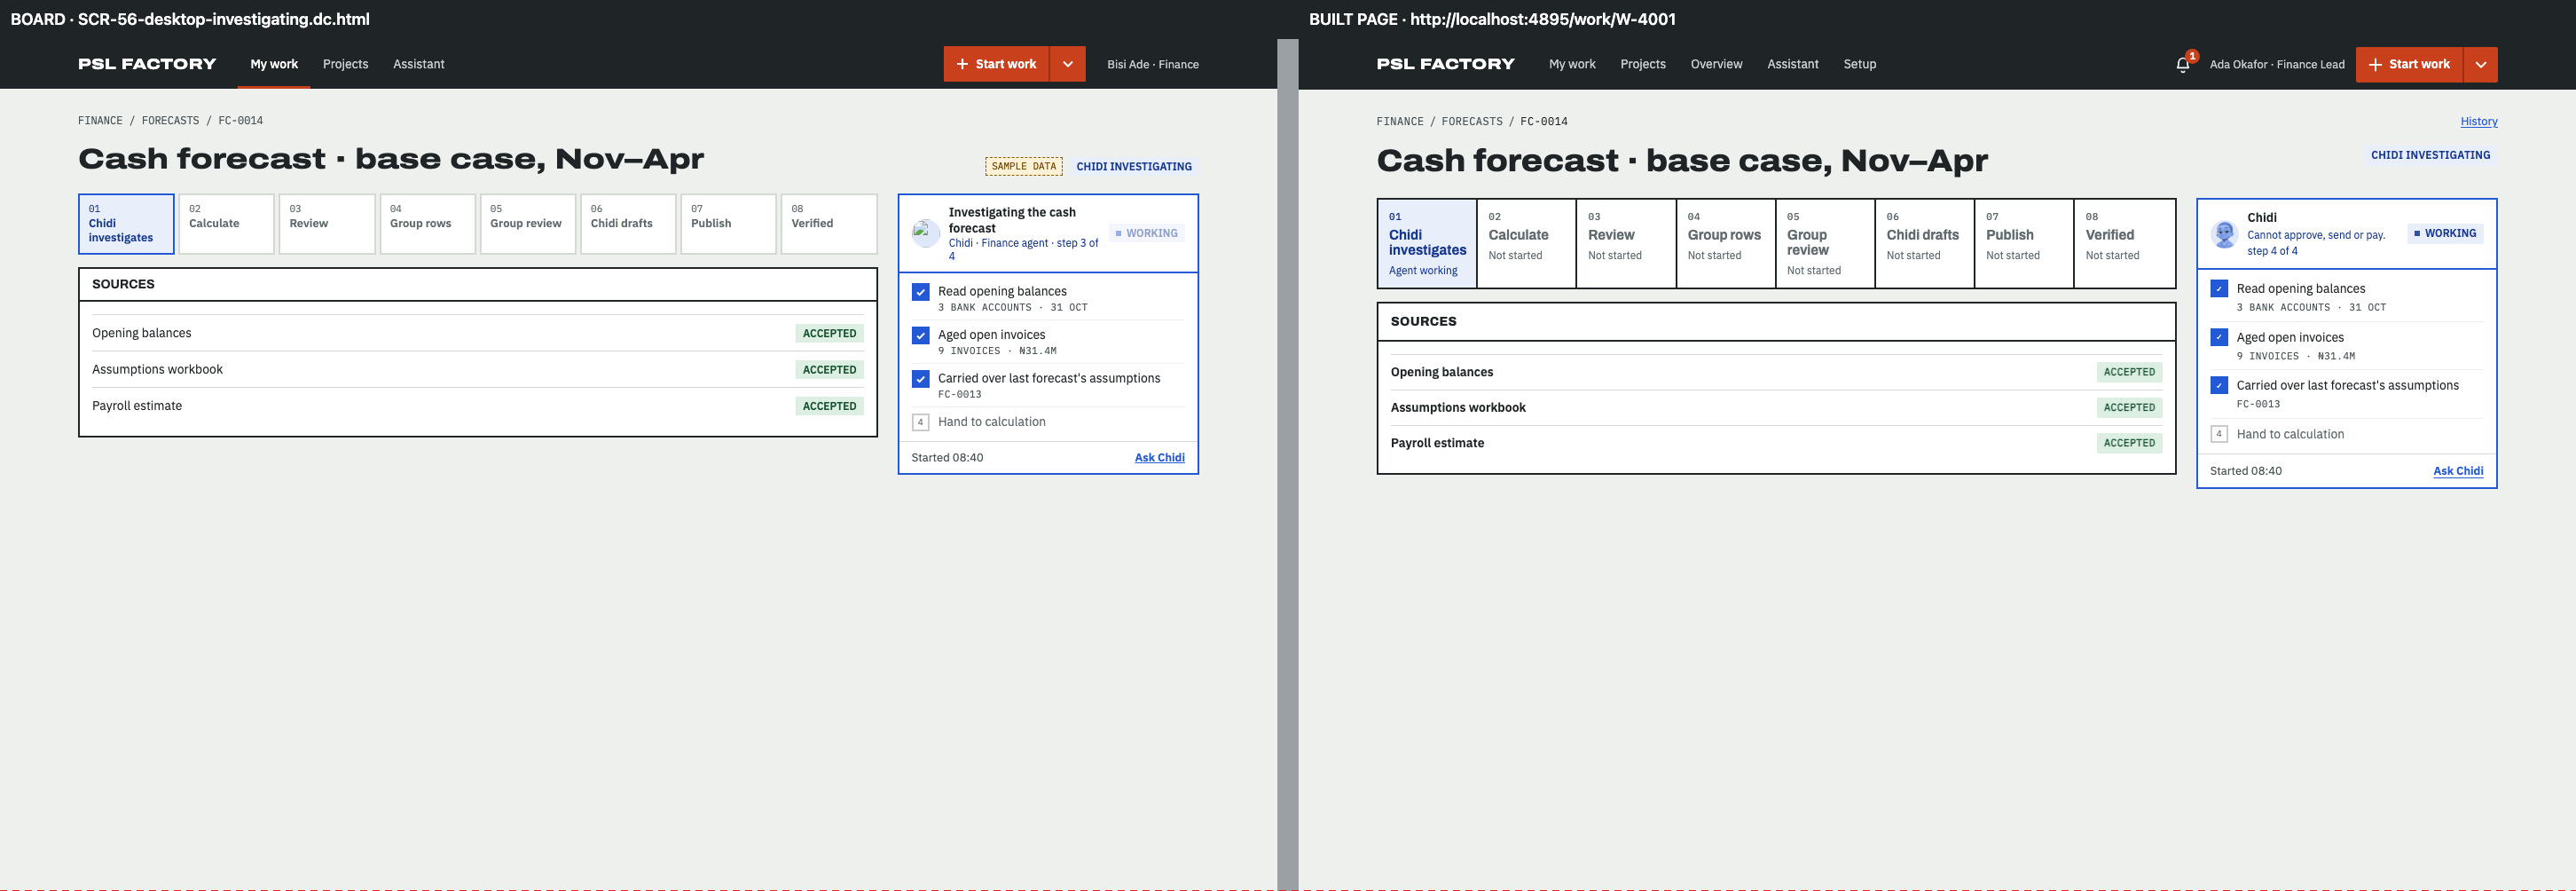 BOARD · SCR-56-desktop-investigating.dc.html
PSL FACTORY
My work
Projects
Assistant
Start work
Bisi Ade · Finance
FINANCE / FORECASTS / FC-0014
Cash forecast · base case, Nov–Apr
SAMPLE DATA
CHIDI INVESTIGATING
01
Chidi
investigates
02
Calculate
03
Review
04
Group rows
05
Group review
06
Chidi drafts
07
Publish
08
Verified
SOURCES
Opening balances
ACCEPTED
Assumptions workbook
ACCEPTED
Payroll estimate
ACCEPTED
Investigating the cash
forecast
Chidi · Finance agent · step 3 of
4
WORKING
Read opening balances
3 BANK ACCOUNTS · 31 OCT
Aged open invoices
9 INVOICES · ₦31.4M
Carried over last forecast's assumptions
FC-0013
4
Hand to calculation
Started 08:40
Ask Chidi
BUILT PAGE · http://localhost:4895/work/W-4001
PSL FACTORY
My work
Projects
Overview
Assistant
Setup
1
Ada Okafor · Finance Lead
Start work
FINANCE / FORECASTS / FC-0014
History
Cash forecast · base case, Nov–Apr
CHIDI INVESTIGATING
01
Chidi
investigates
Agent working
02
Calculate
Not started
03
Review
Not started
04
Group rows
Not started
05
Group
review
Not started
06
Chidi drafts
Not started
07
Publish
Not started
08
Verified
Not started
SOURCES
Opening balances
ACCEPTED
Assumptions workbook
ACCEPTED
Payroll estimate
ACCEPTED
Chidi
Cannot approve, send or pay.
step 4 of 4
WORKING
Read opening balances
3 BANK ACCOUNTS · 31 OCT
Aged open invoices
9 INVOICES · ₦31.4M
Carried over last forecast's assumptions
FC-0013
4
Hand to calculation
Started 08:40
Ask Chidi